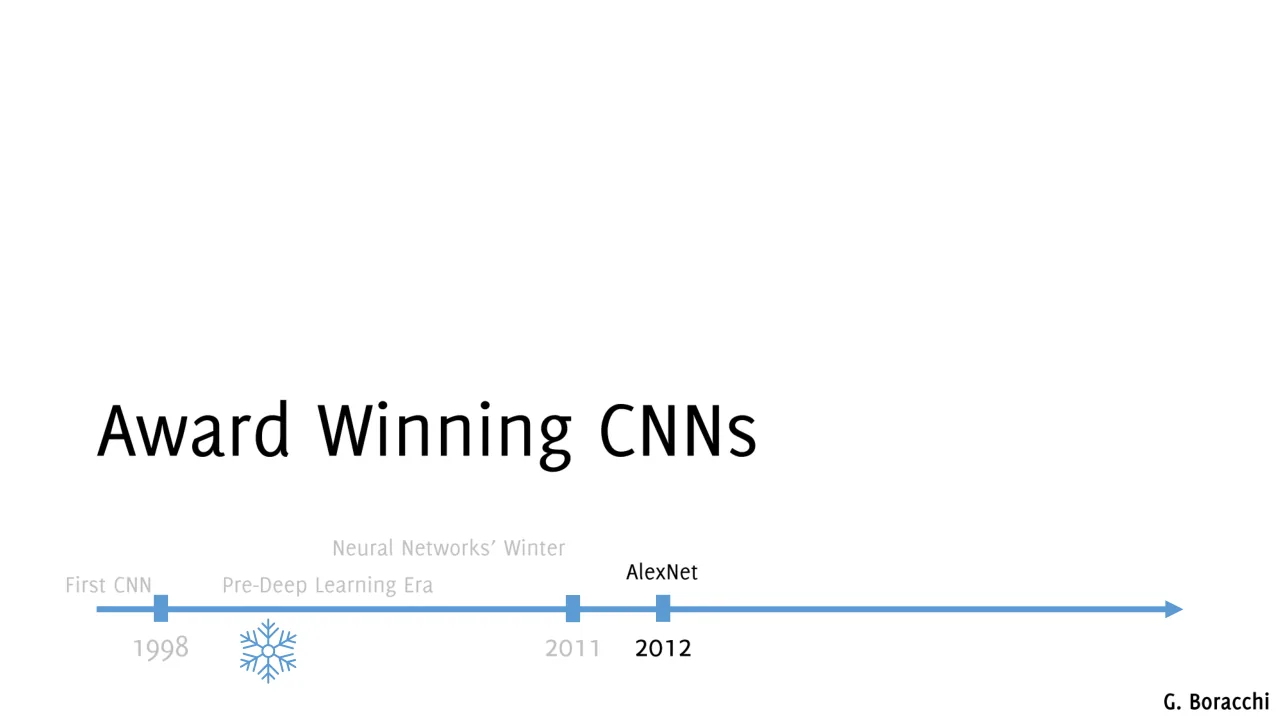 Award Winning CNNs
Neural Networks’ Winter
AlexNet
First CNN
Pre-Deep Learning Era
1998
2011
2012
G. Boracchi